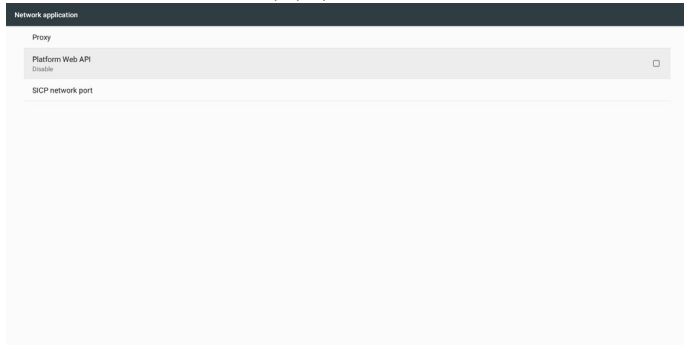 Network application
Proxy
Platform Web API
Disable
SICP network port